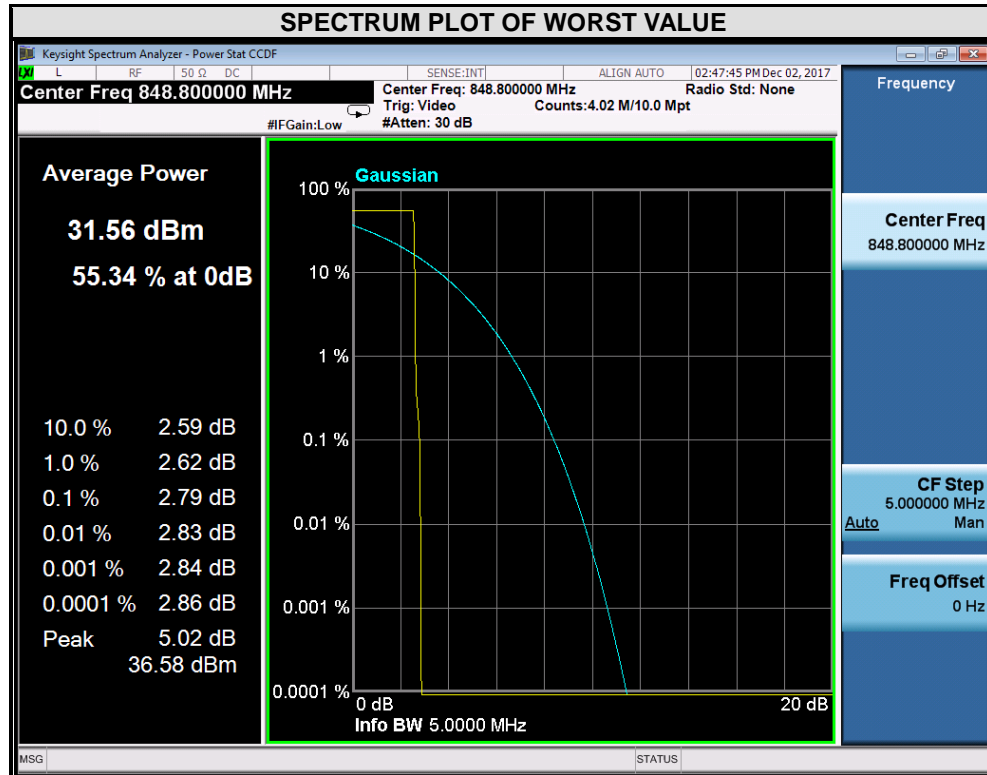 SPECTRUM PLOT OF WORST VALUE
Keysight Spectrum Analyzer - Power Stat CCDF
LXI L RF 50 Ω DC SENSE:INT ALIGN AUTO 02:47:45 PM Dec 02, 2017
Center Freq 848.800000 MHz
#IFGain:Low
Center Freq: 848.800000 MHz Radio Std: None
Trig: Video Counts:4.02 M/10.0 Mpt
#Atten: 30 dB
Average Power
31.56 dBm
55.34 % at 0dB
10.0 % 2.59 dB
1.0 % 2.62 dB
0.1 % 2.79 dB
0.01 % 2.83 dB
0.001 % 2.84 dB
0.0001 % 2.86 dB
Peak 5.02 dB
36.58 dBm
Gaussian
100 %
10 %
1 %
0.1 %
0.01 %
0.001 %
0.0001 %
0 dB 20 dB
Info BW 5.0000 MHz
Frequency
Center Freq
848.800000 MHz
CF Step
5.000000 MHz
Auto Man
Freq Offset
0 Hz
MSG STATUS